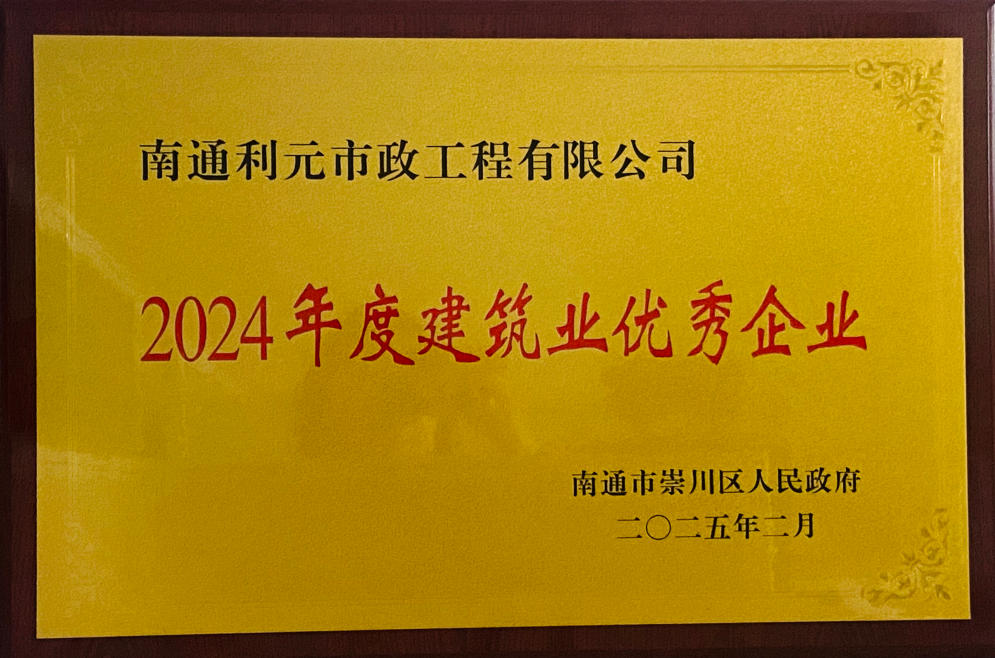 南通利元市政工程有限公司
2024年度建筑业优秀企业
南通市崇川区人民政府
二〇二五年二月